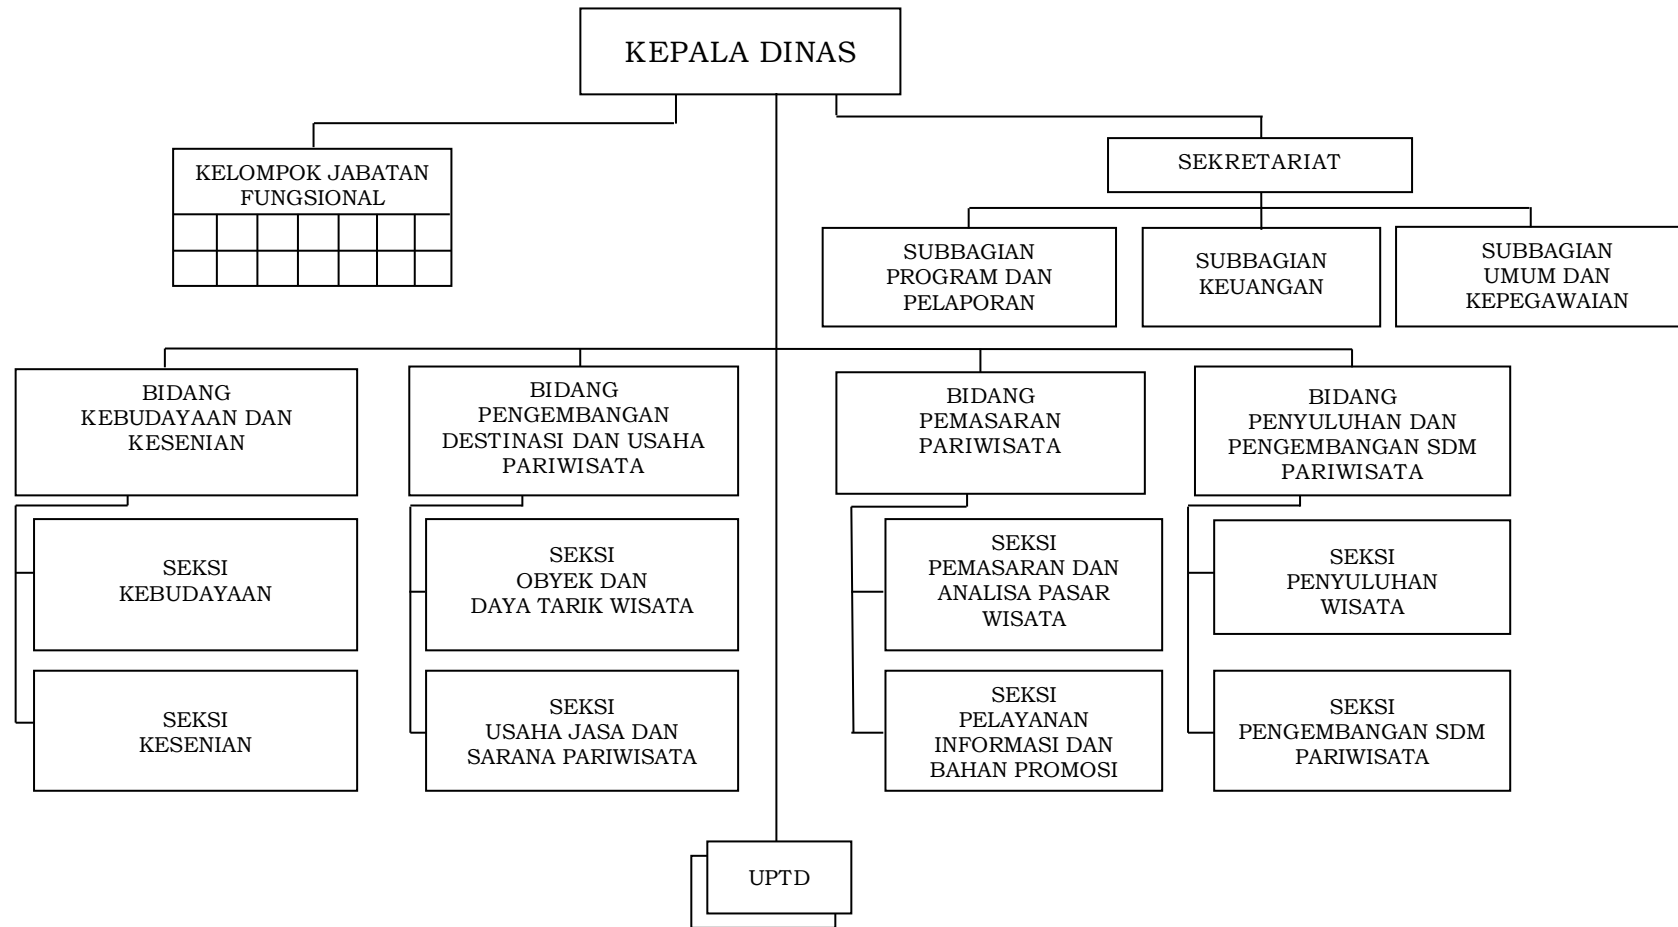 KEPALA DINAS
KELOMPOK JABATAN
FUNGSIONAL
SEKRETARIAT
SUBBAGIAN
PROGRAM DAN
PELAPORAN
SUBBAGIAN
KEUANGAN
SUBBAGIAN
UMUM DAN
KEPEGAWAIAN
BIDANG
KEBUDAYAAN DAN
KESENIAN
BIDANG
PENGEMBANGAN
DESTINASI DAN USAHA
PARIWISATA
BIDANG
PEMASARAN
PARIWISATA
BIDANG
PENYULUHAN DAN
PENGEMBANGAN SDM
PARIWISATA
SEKSI
KEBUDAYAAN
SEKSI
OBYEK DAN
DAYA TARIK WISATA
SEKSI
PEMASARAN DAN
ANALISA PASAR
WISATA
SEKSI
PENYULUHAN
WISATA
SEKSI
KESENIAN
SEKSI
USAHA JASA DAN
SARANA PARIWISATA
SEKSI
PELAYANAN
INFORMASI DAN
BAHAN PROMOSI
SEKSI
PENGEMBANGAN SDM
PARIWISATA
UPTD